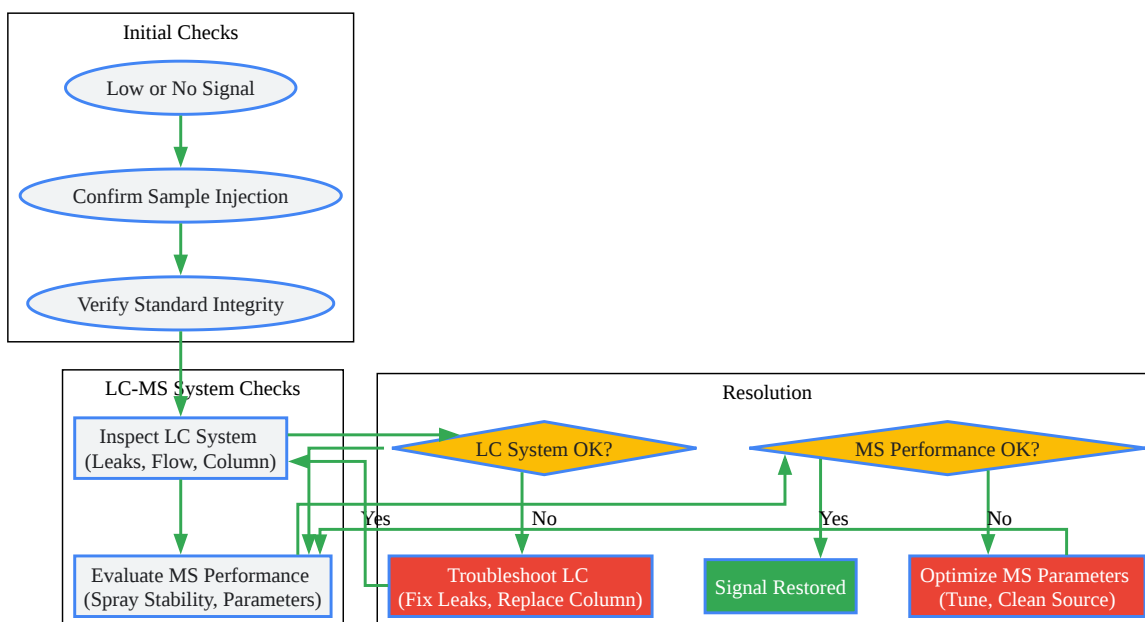 Initial Checks
Low or No Signal
Confirm Sample Injection
Verify Standard Integrity
LC-MS System Checks
Inspect LC System
(Leaks, Flow, Column)
Evaluate MS Performance
(Spray Stability, Parameters)
Resolution
LC System OK?
MS Performance OK?
Yes
No
Yes
No
Troubleshoot LC
(Fix Leaks, Replace Column)
Signal Restored
Optimize MS Parameters
(Tune, Clean Source)